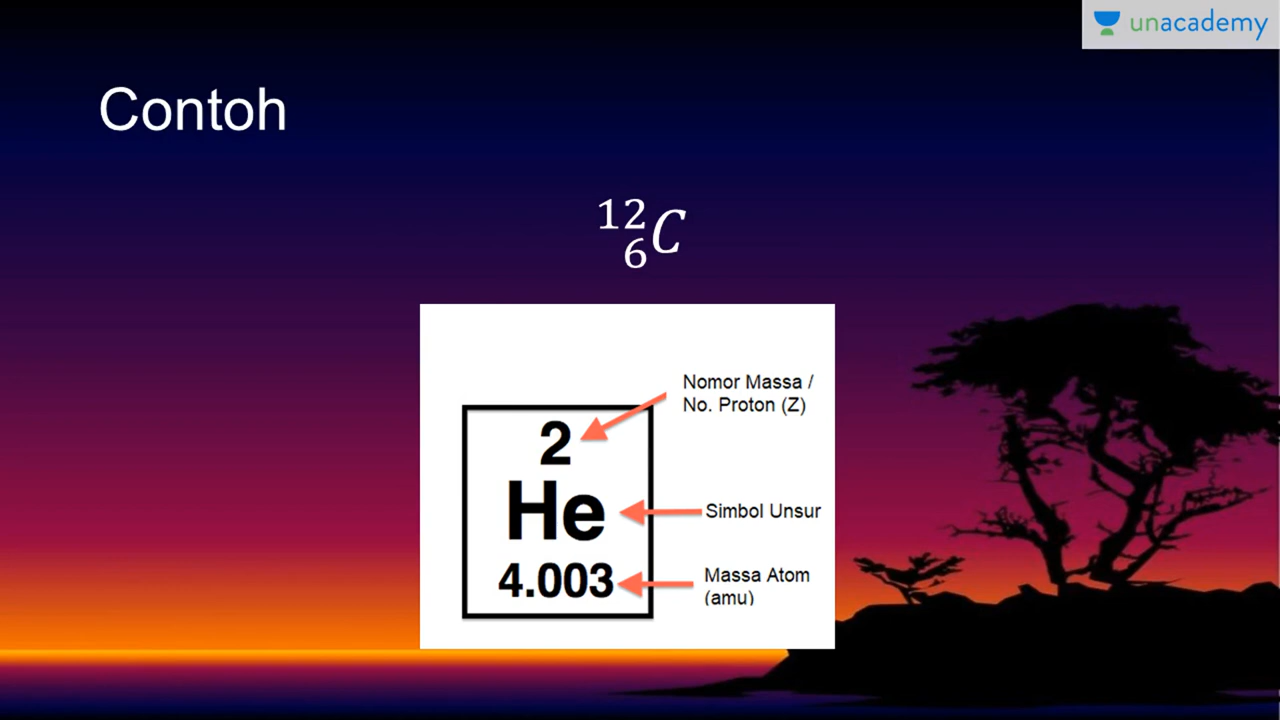 unacademy
Contoh
¹²₆C
Nomor Massa /
No. Proton (Z)
2
He
Simbol Unsur
4.003
Massa Atom
(amu)